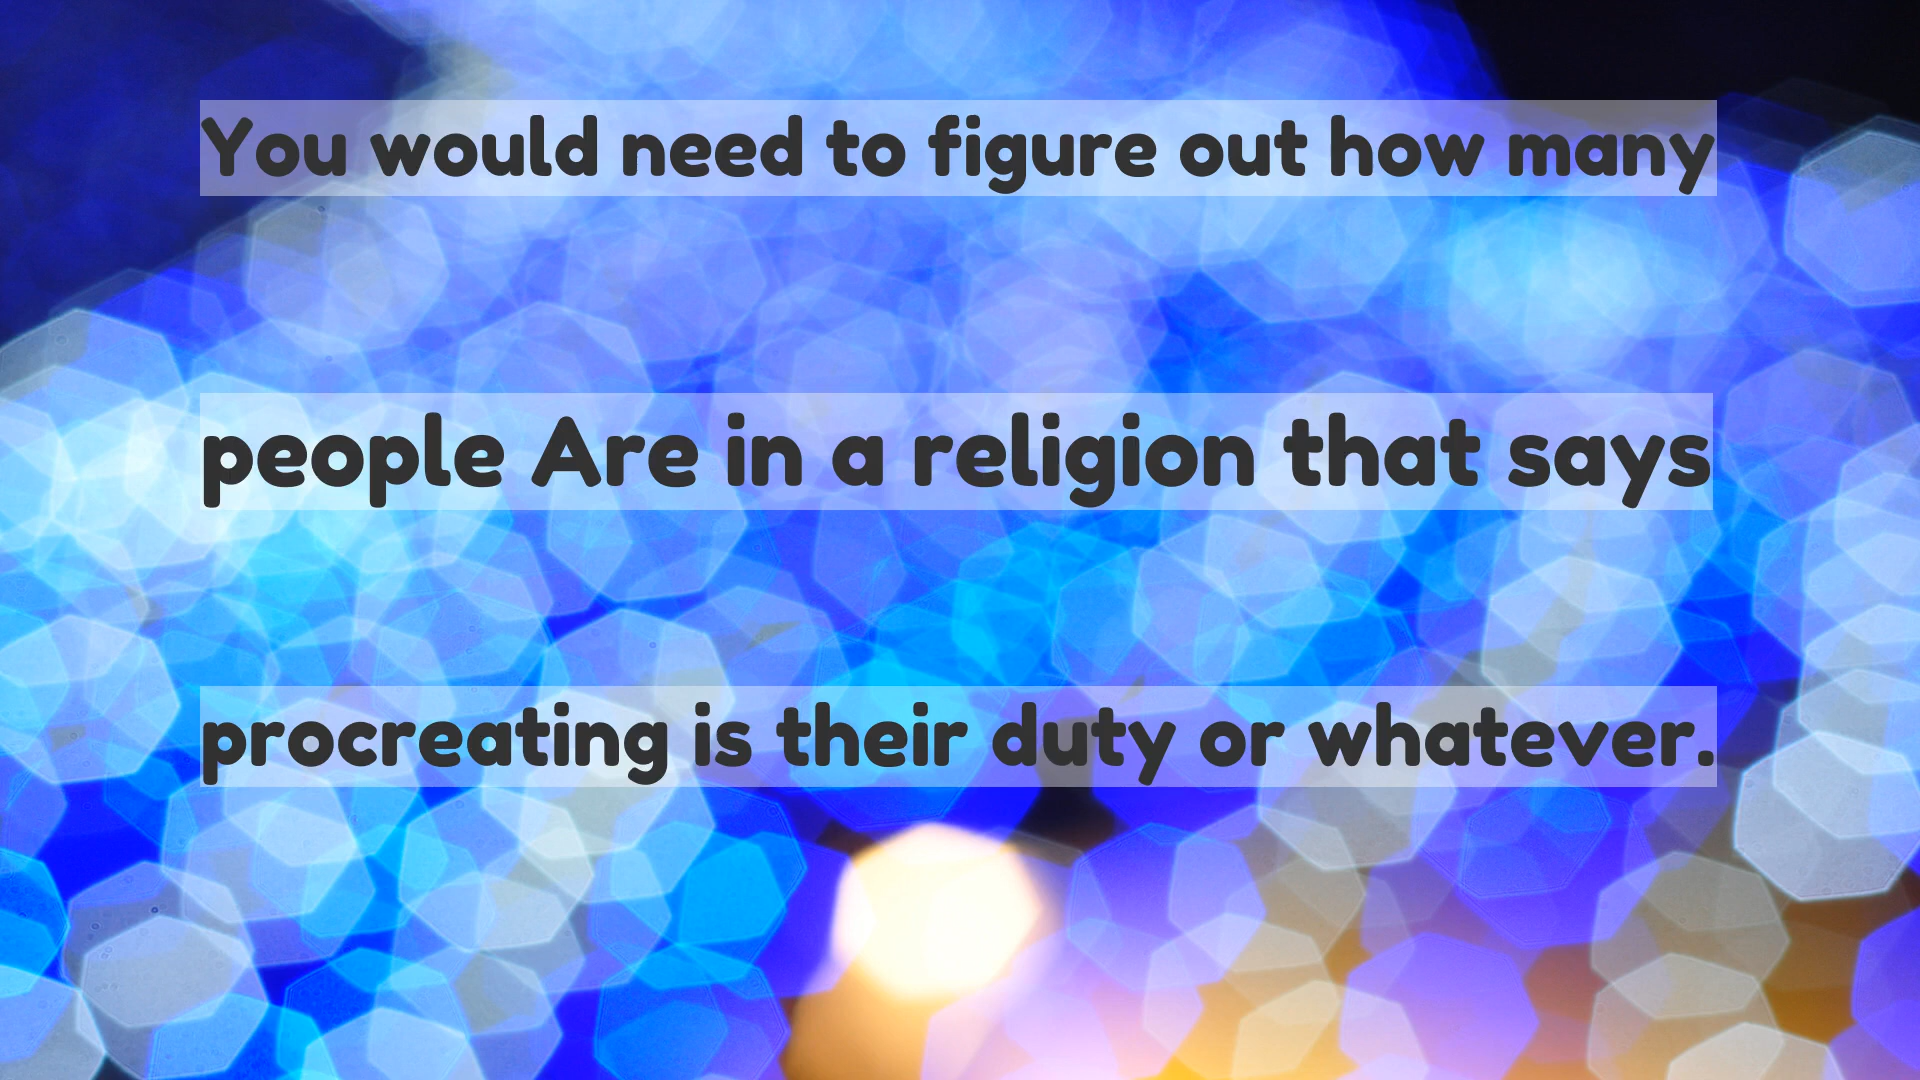 You would need to figure out how many
people Are in a religion that says
procreating is their duty or whatever.